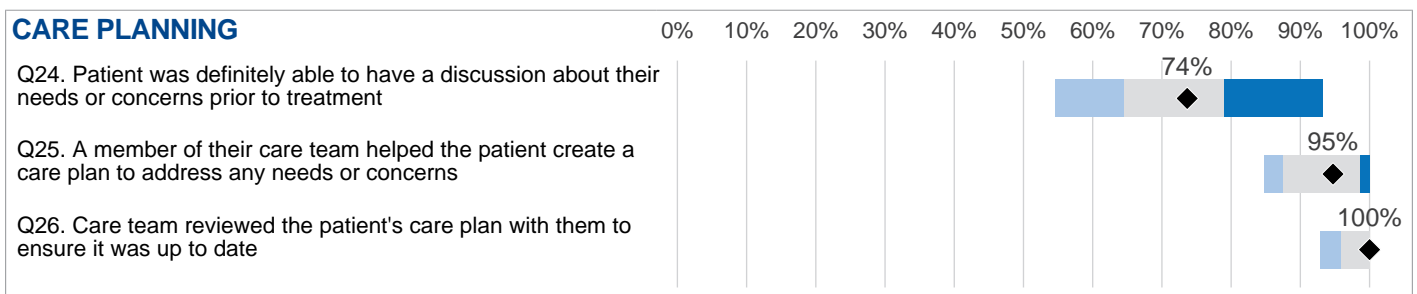 CARE PLANNING 0% 10% 20% 30% 40% 50% 60% 70% 80% 90% 100%
Q24. Patient was definitely able to have a discussion about their
needs or concerns prior to treatment
74%
Q25. A member of their care team helped the patient create a
care plan to address any needs or concerns
95%
Q26. Care team reviewed the patient's care plan with them to
ensure it was up to date
100%